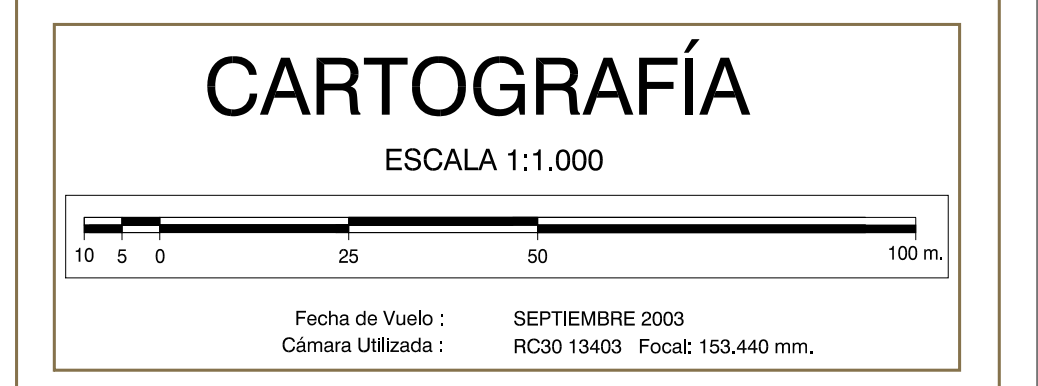 CARTOGRAFÍA
ESCALA 1:1.000
10 5 0 25 50 100 m.
Fecha de Vuelo : SEPTIEMBRE 2003
Cámara Utilizada : RC30 13403 Focal: 153.440 mm.